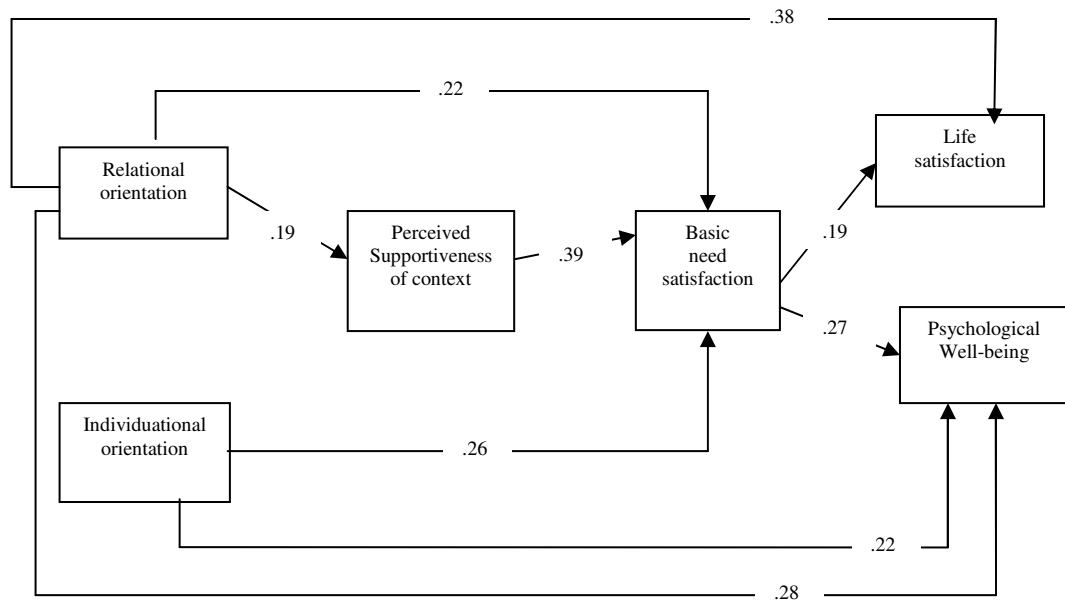 .38
.22
Life
satisfaction
Relational
orientation
.19
Perceived
Supportiveness
of context
.39
Basic
need
satisfaction
.19
.27
Psychological
Well-being
Individuational
orientation
.26
.22
.28